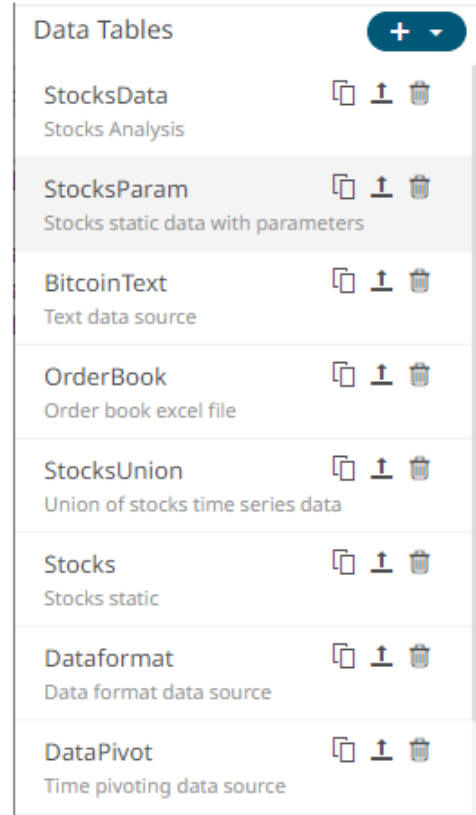 Data Tables
StocksData
Stocks Analysis
StocksParam
Stocks static data with parameters
BitcoinText
Text data source
OrderBook
Order book excel file
StocksUnion
Union of stocks time series data
Stocks
Stocks static
Dataformat
Data format data source
DataPivot
Time pivoting data source